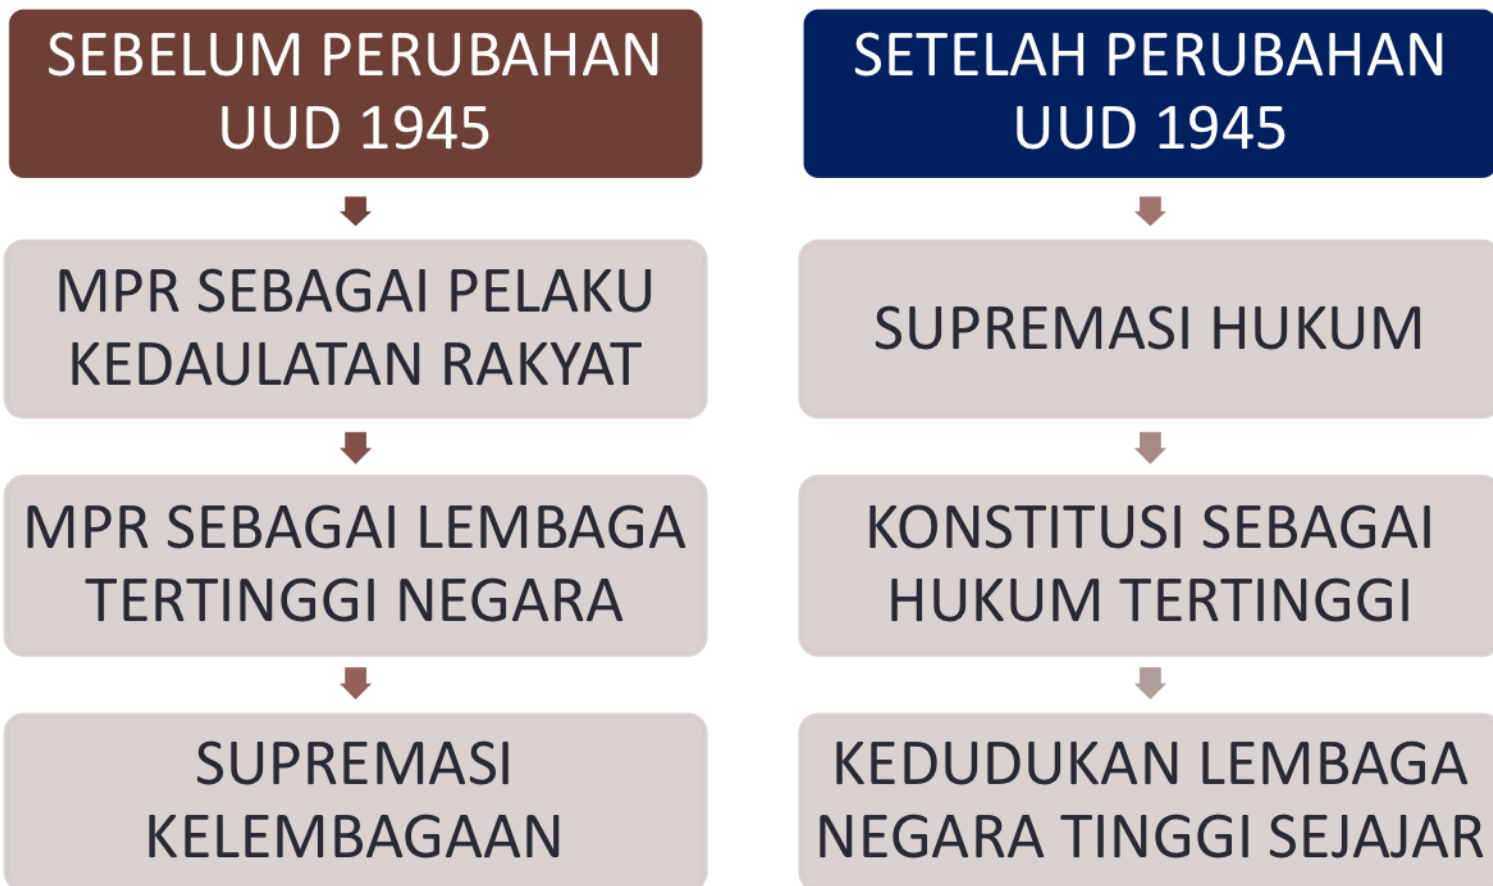 SEBELUM PERUBAHAN
UUD 1945
MPR SEBAGAI PELAKU
KEDAULATAN RAKYAT
MPR SEBAGAI LEMBAGA
TERTINGGI NEGARA
SUPREMASI
KELEMBAGAAN
SETELAH PERUBAHAN
UUD 1945
SUPREMASI HUKUM
KONSTITUSI SEBAGAI
HUKUM TERTINGGI
KEDUDUKAN LEMBAGA
NEGARA TINGGI SEJAJAR